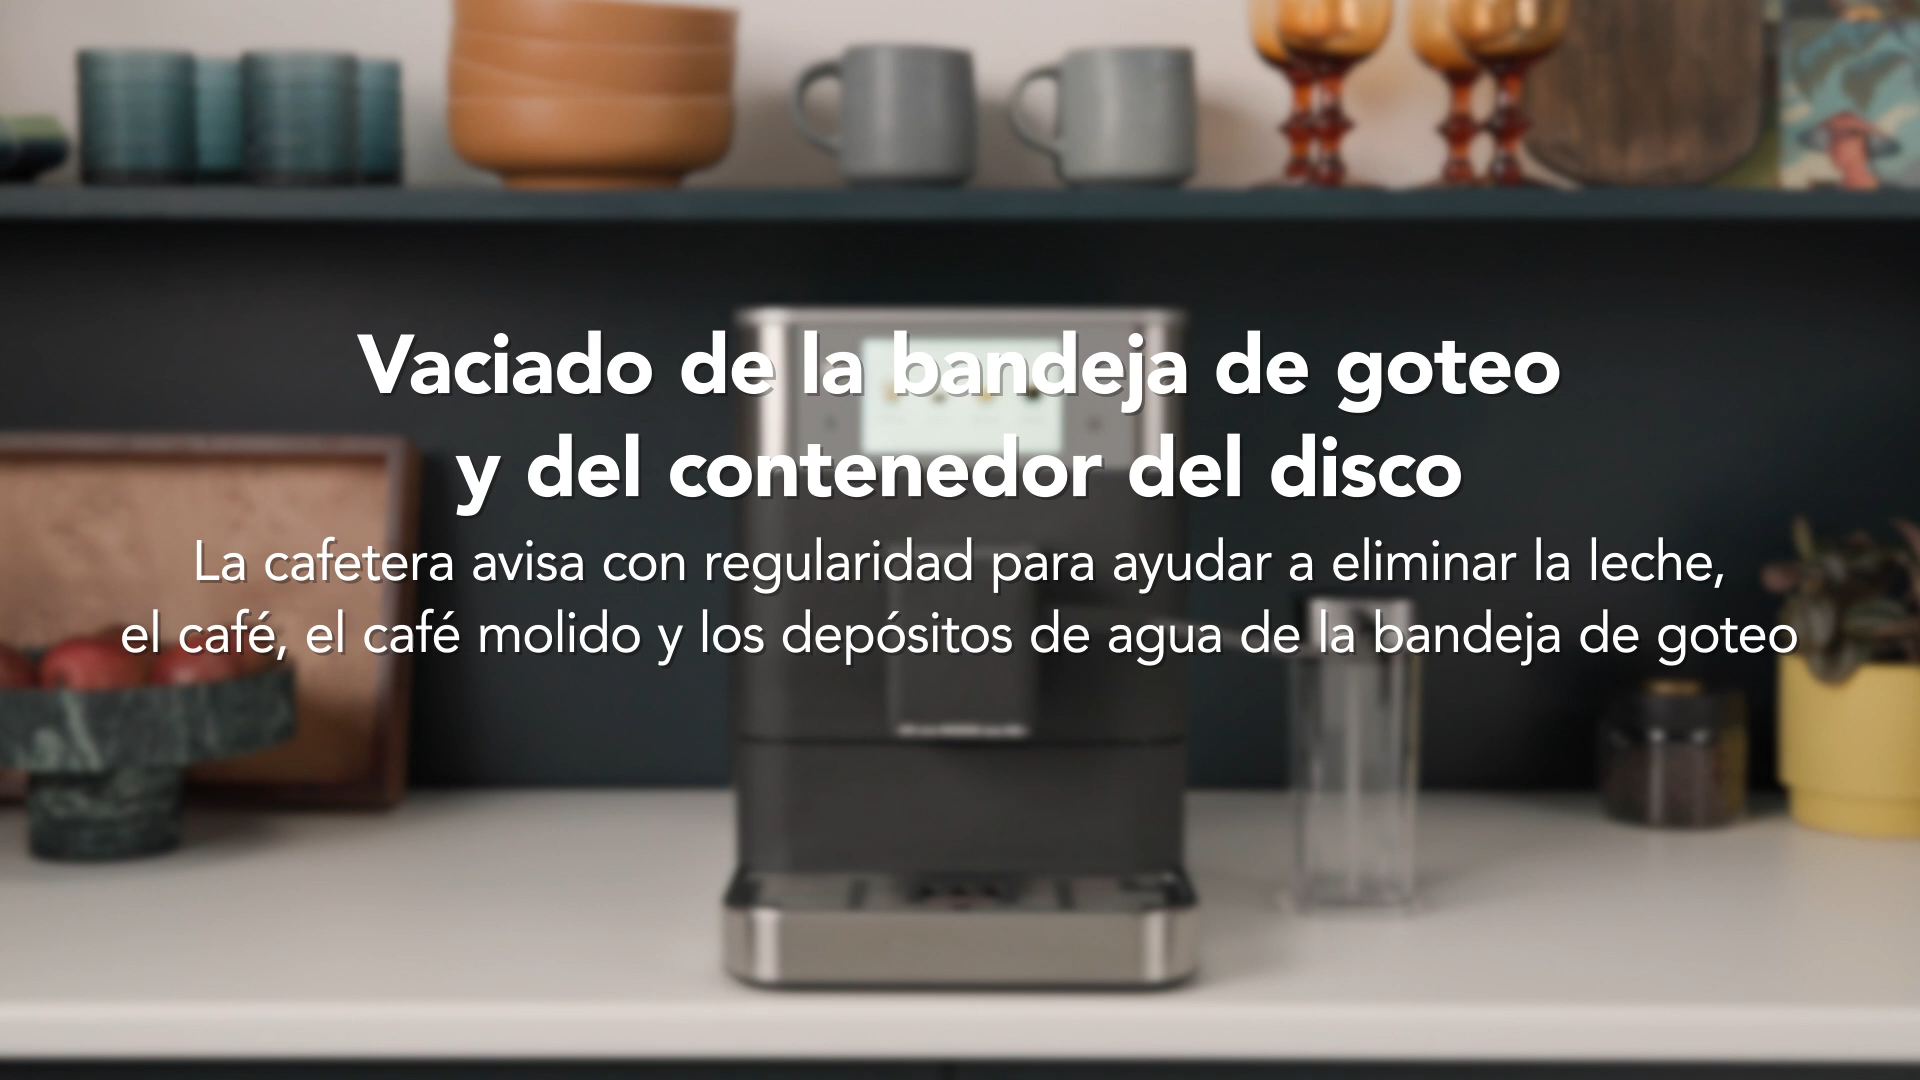 Vaciado de la bandeja de goteo
y del contenedor del disco
La cafetera avisa con regularidad para ayudar a eliminar la leche,
el café, el café molido y los depósitos de agua de la bandeja de goteo